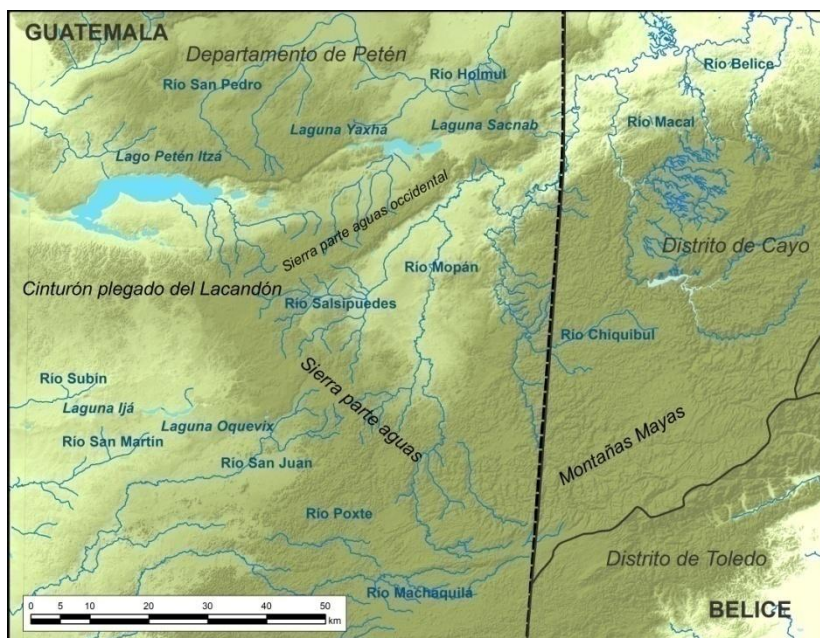 GUATEMALA
Departamento de Petén
Río San Pedro
Río Holmul
Río Belice
Laguna Yaxhá
Laguna Sacnab
Río Macal
Lago Petén Itzá
Sierra parte aguas occidental
Distrito de Cayo
Río Mopán
Cinturón plegado del Lacandón
Río Salsipuedes
Río Chiquibul
Río Subín
Sierra parte aguas
Laguna Ijá
Laguna Oquevix
Río San Martín
Montañas Mayas
Río San Juan
Río Poxte
Distrito de Toledo
Río Machaquilá
0 5 10 20 30 40 50
km
BELICE